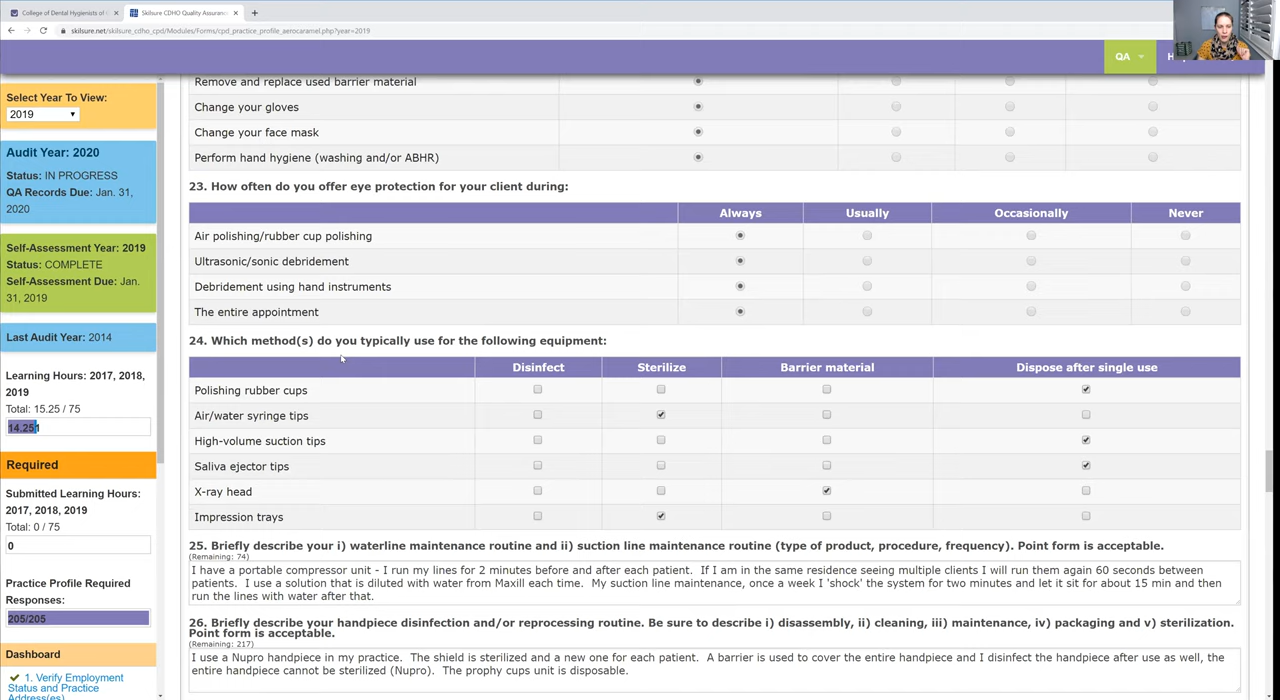 College of Dental Hygienists of
Skilsure CDHO Quality Assuranc
skilsure.net/skilsure_cdho_cpd/Modules/Forms/cpd_practice_profile_aerocaramel.php?year=2019
QA
Select Year To View:
2019
Audit Year: 2020
Status: IN PROGRESS
QA Records Due: Jan. 31,
2020
Self-Assessment Year: 2019
Status: COMPLETE
Self-Assessment Due: Jan.
31, 2019
Last Audit Year: 2014
Learning Hours: 2017, 2018,
2019
Total: 15.25 / 75
14.25 1
Required
Submitted Learning Hours:
2017, 2018, 2019
Total: 0 / 75
0
Practice Profile Required
Responses:
205/205
Dashboard
1. Verify Employment
Status and Practice
Address(es)
Remove and replace used barrier material
Change your gloves
Change your face mask
Perform hand hygiene (washing and/or ABHR)
23. How often do you offer eye protection for your client during:
Always Usually Occasionally Never
Air polishing/rubber cup polishing
Ultrasonic/sonic debridement
Debridement using hand instruments
The entire appointment
24. Which method(s) do you typically use for the following equipment:
Disinfect Sterilize Barrier material Dispose after single use
Polishing rubber cups
Air/water syringe tips
High-volume suction tips
Saliva ejector tips
X-ray head
Impression trays
25. Briefly describe your i) waterline maintenance routine and ii) suction line maintenance routine (type of product, procedure, frequency). Point form is acceptable.
(Remaining: 74)
I have a portable compressor unit - I run my lines for 2 minutes before and after each patient. If I am in the same residence seeing multiple clients I will run them again 60 seconds between
patients. I use a solution that is diluted with water from Maxill each time. My suction line maintenance, once a week I 'shock' the system for two minutes and let it sit for about 15 min and then
run the lines with water after that.
26. Briefly describe your handpiece disinfection and/or reprocessing routine. Be sure to describe i) disassembly, ii) cleaning, iii) maintenance, iv) packaging and v) sterilization.
Point form is acceptable.
(Remaining: 217)
I use a Nupro handpiece in my practice. The shield is sterilized and a new one for each patient. A barrier is used to cover the entire handpiece and I disinfect the handpiece after use as well, the
entire handpiece cannot be sterilized (Nupro). The prophy cups unit is disposable.